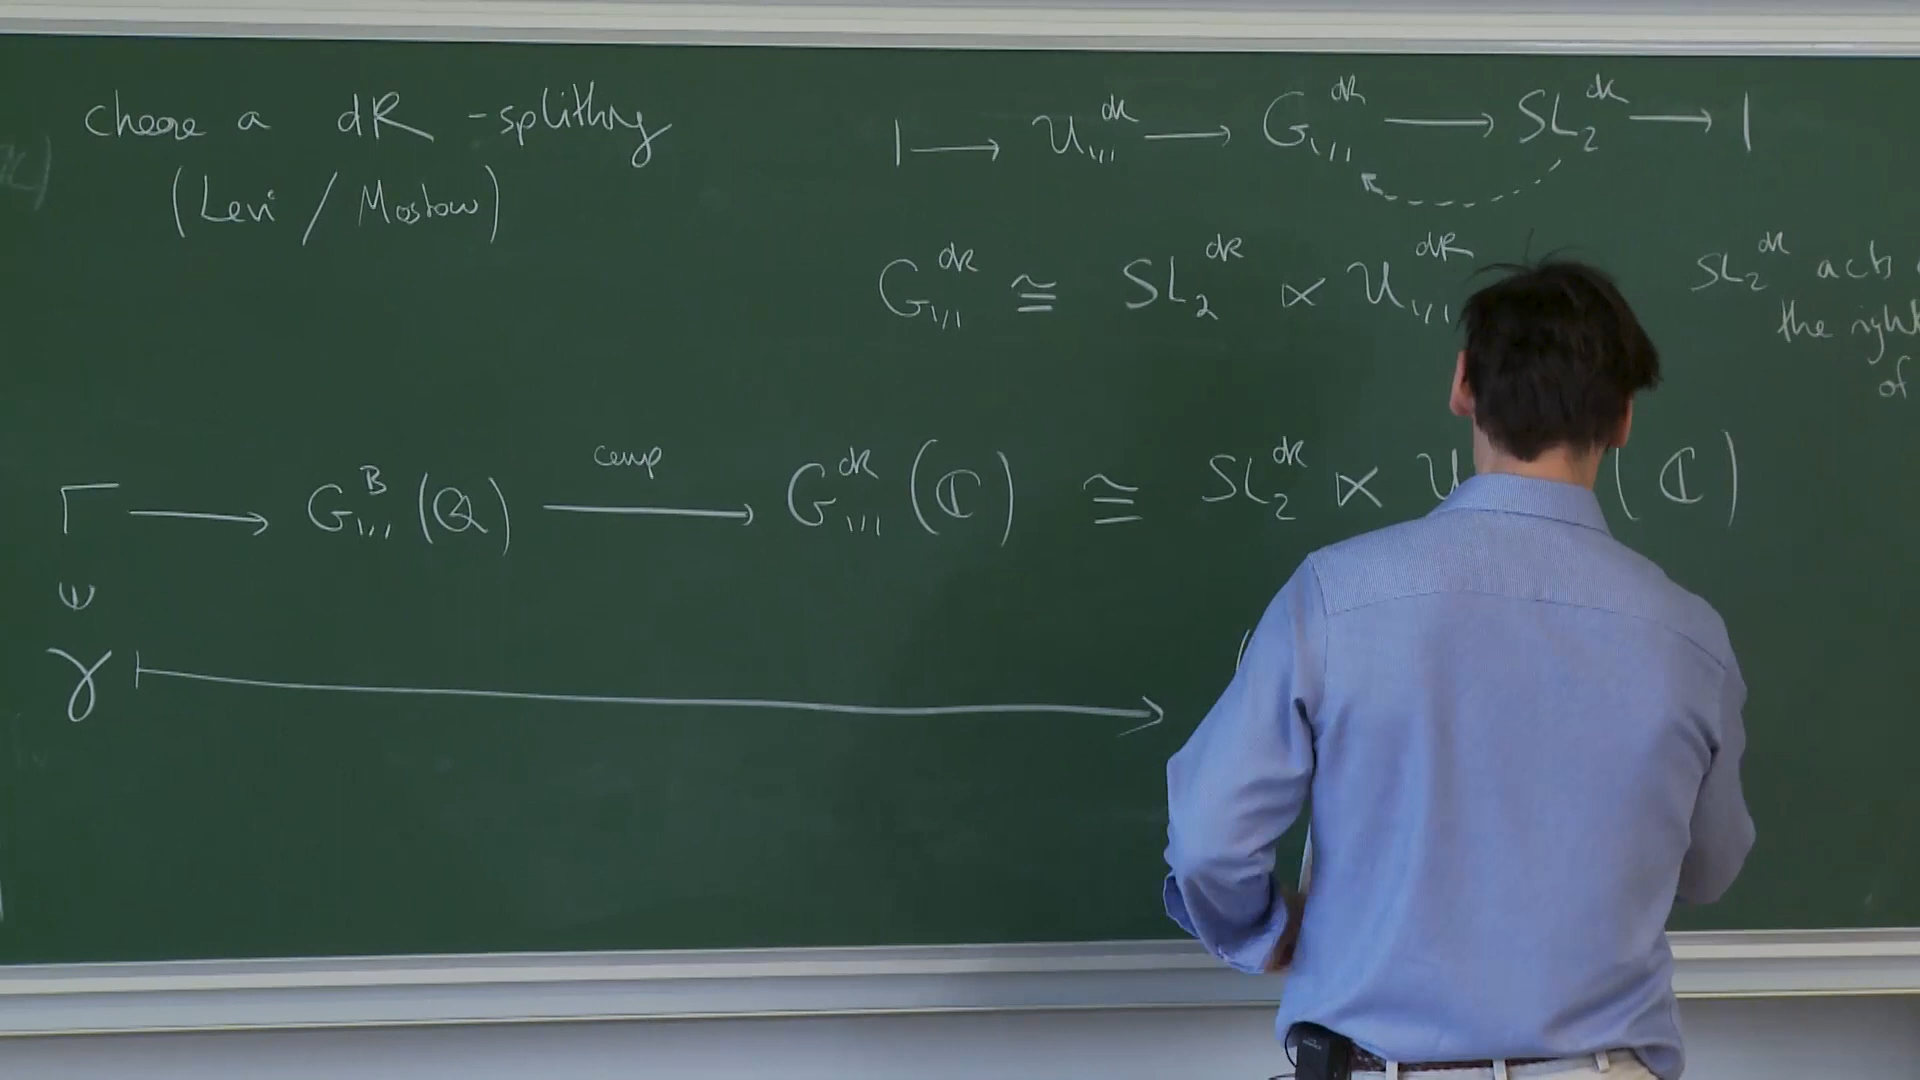 choose a dR -splitting
(Levi / Mostow)
1 ⟶ U_{1,1}^{dR} ⟶ G_{1,1}^{dR} ⟶ SL_2^{dR} ⟶ 1
G_{1,1}^{dR} ≅ SL_2^{dR} ⋉ U_{1,1}^{dR}
SL_2^{dR} acts
the right
of
Γ ⟶ G_{1,1}^{B} (ℚ) ⟶^{comp} G_{1,1}^{dR} (ℂ) ≅ SL_2^{dR} ⋉ U (ℂ)
∈
γ ⟼ (